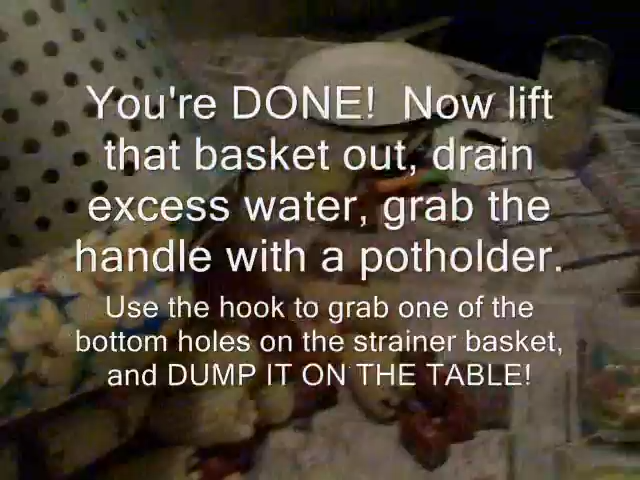 You're DONE!  Now lift
that basket out, drain
excess water, grab the
handle with a potholder.
Use the hook to grab one of the
bottom holes on the strainer basket,
and DUMP IT ON THE TABLE!